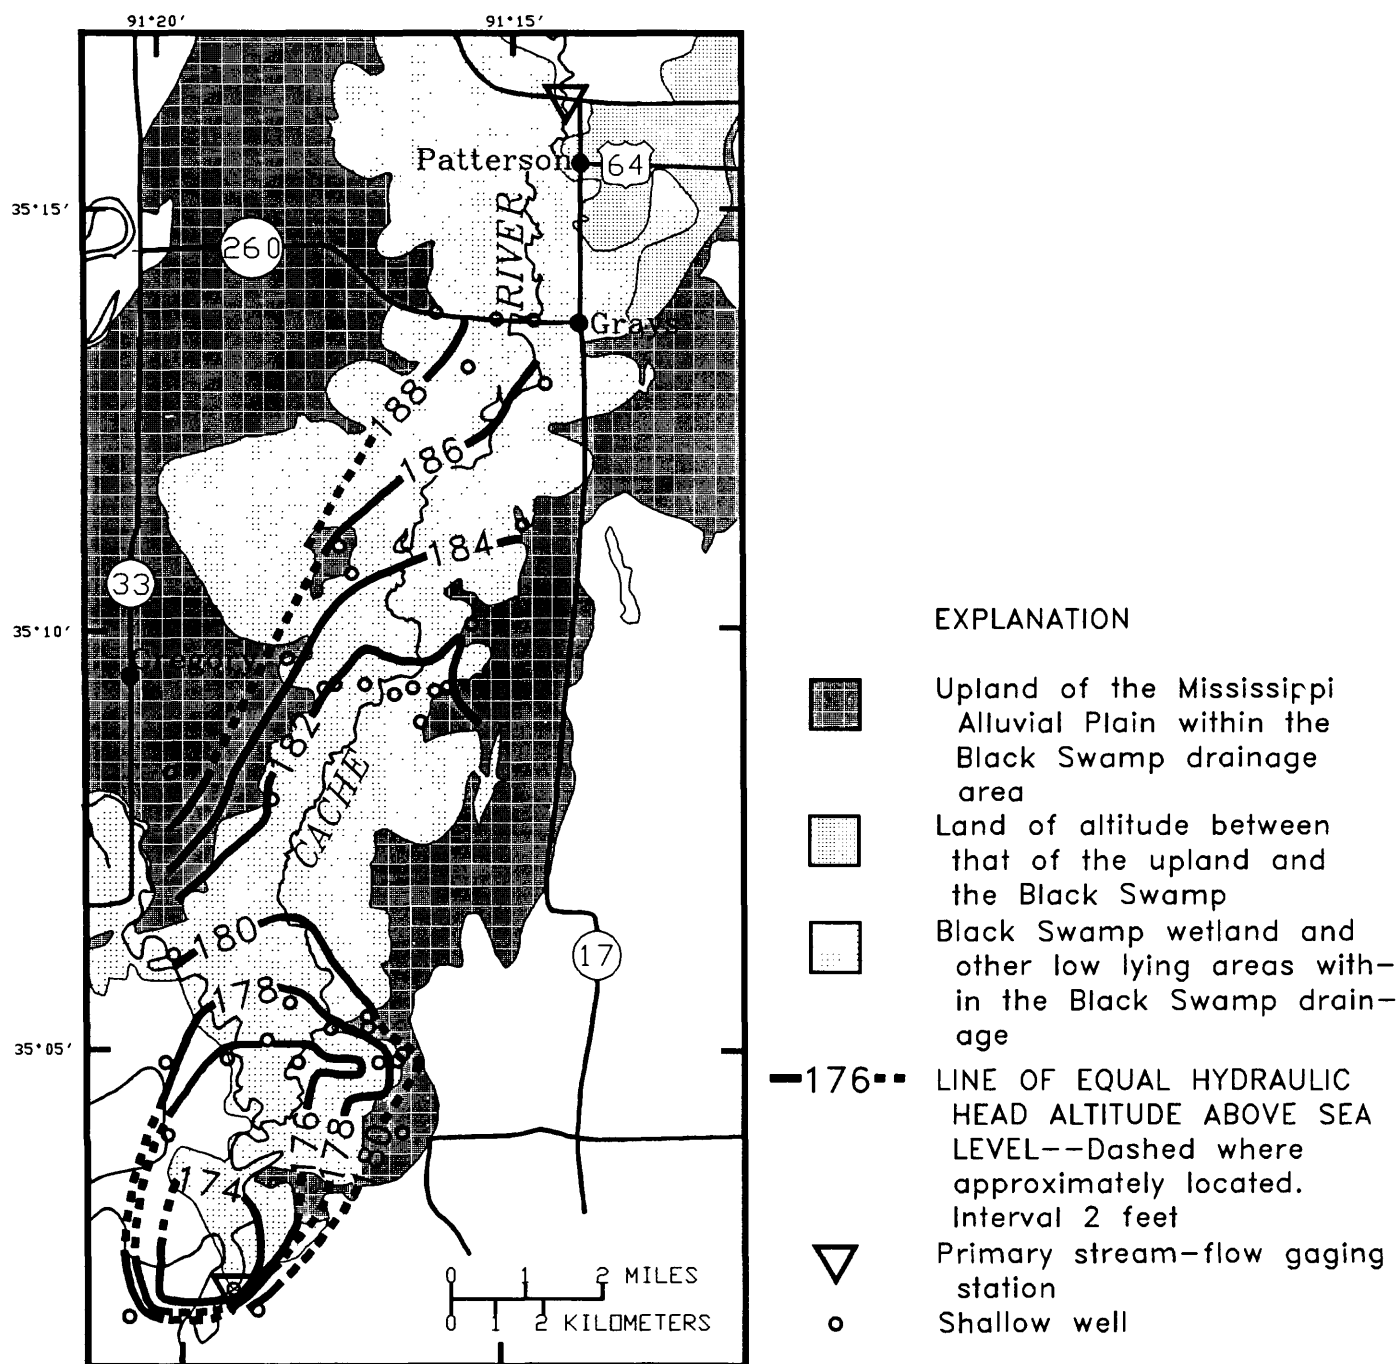 91°20' 91°15'
Patterson 64
35°15'
260
RIVER
Grays
188
186
184
33
35°10'
Gregory
182
CACHE
180
17
178
35°05'
176
178
180
174
0 1 2 MILES
0 1 2 KILOMETERS
EXPLANATION
Upland of the Mississippi
Alluvial Plain within the
Black Swamp drainage
area
Land of altitude between
that of the upland and
the Black Swamp
Black Swamp wetland and
other low lying areas with-
in the Black Swamp drain-
age
176 LINE OF EQUAL HYDRAULIC
HEAD ALTITUDE ABOVE SEA
LEVEL--Dashed where
approximately located.
Interval 2 feet
Primary stream-flow gaging
station
Shallow well